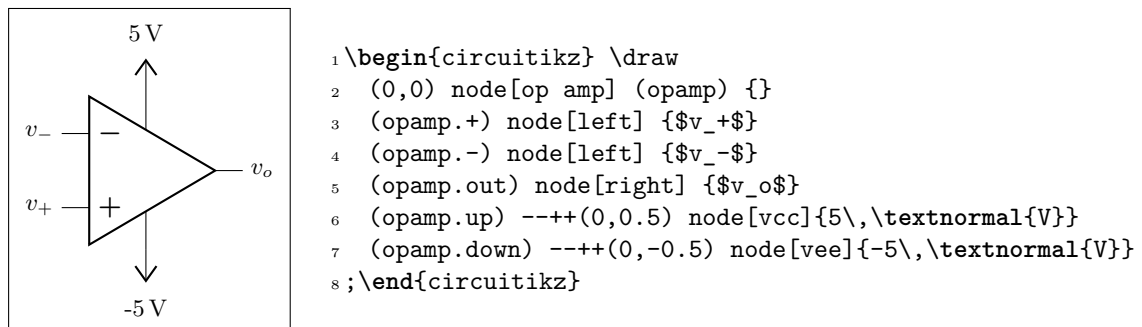 5 V
v₋
−
v₊
+
vₒ
-5 V
1 \begin{circuitikz} \draw
2   (0,0) node[op amp] (opamp) {}
3   (opamp.+) node[left] {$v_+$}
4   (opamp.-) node[left] {$v_-$}
5   (opamp.out) node[right] {$v_o$}
6   (opamp.up) --++(0,0.5) node[vcc]{5\,\textnormal{V}}
7   (opamp.down) --++(0,-0.5) node[vee]{-5\,\textnormal{V}}
8 ;\end{circuitikz}